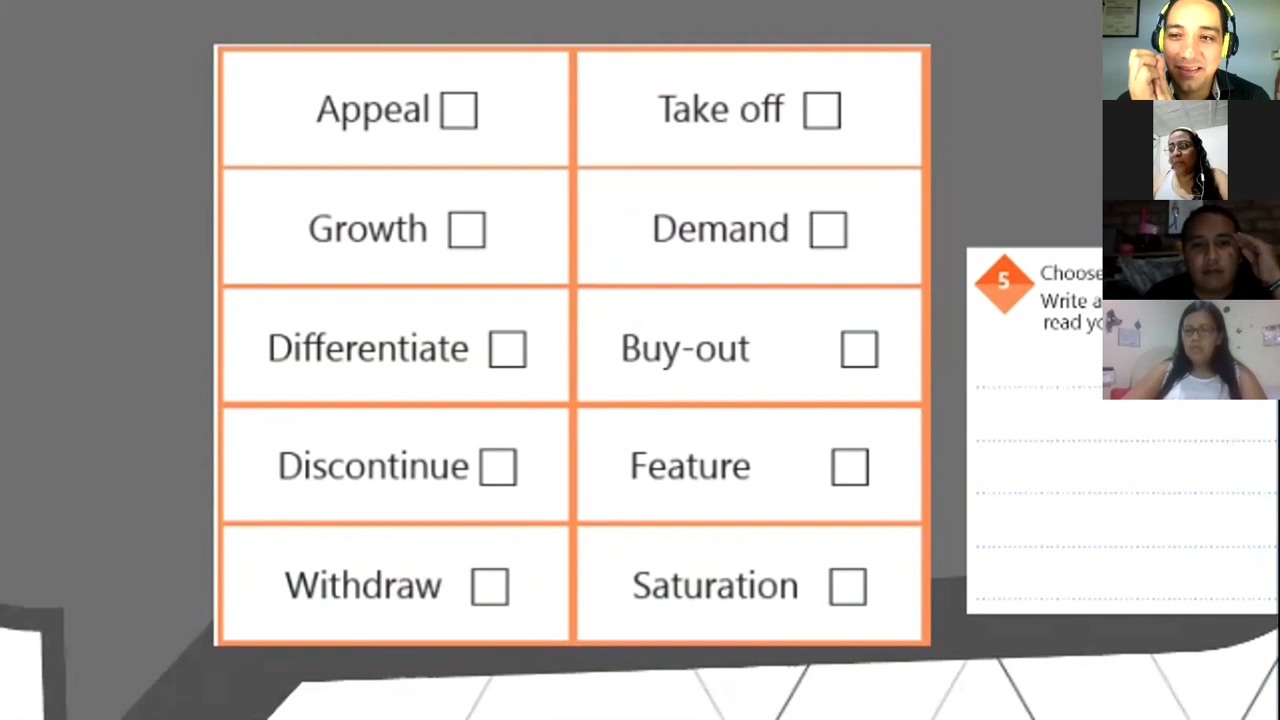 Appeal
Take off
Growth
Demand
Differentiate
Buy-out
Discontinue
Feature
Withdraw
Saturation
5
Choose
Write a
read yo